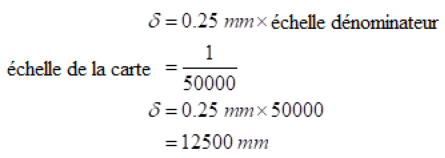 δ = 0.25 mm × échelle dénominateur
échelle de la carte = 1/50000
δ = 0.25 mm × 50000
= 12500 mm